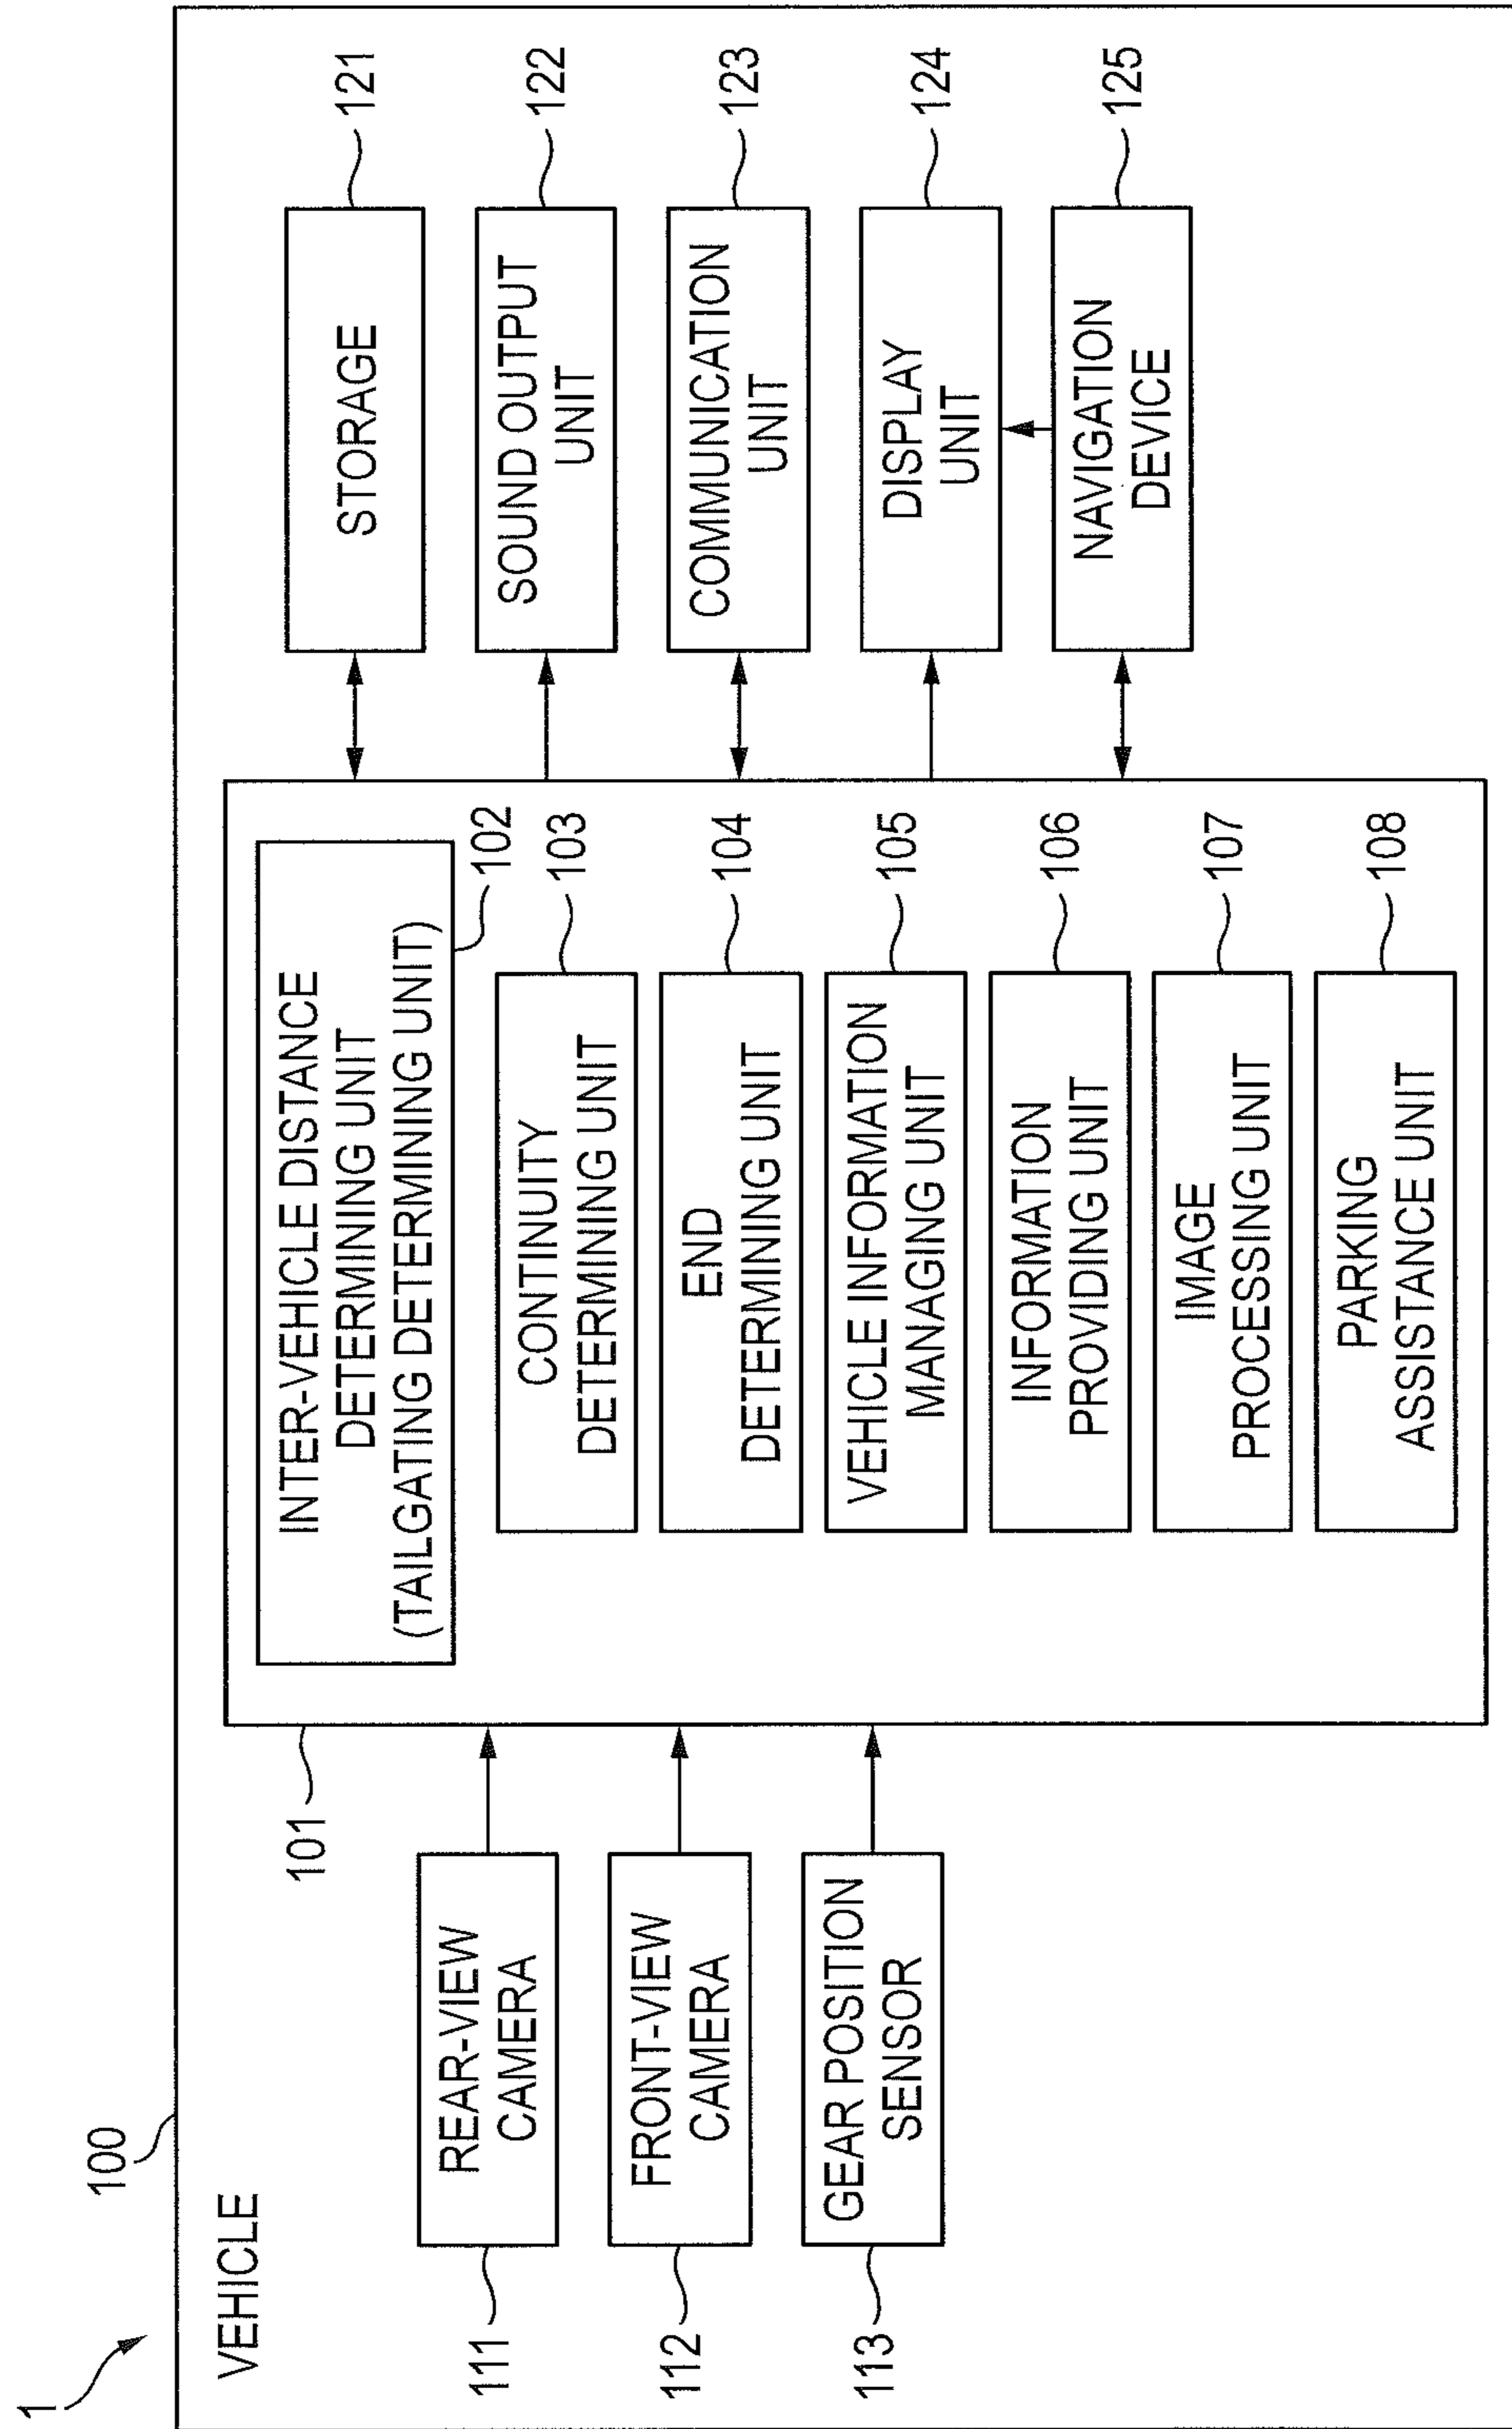 1
100
VEHICLE
111
REAR-VIEW
CAMERA
112
FRONT-VIEW
CAMERA
113
GEAR POSITION
SENSOR
101
INTER-VEHICLE DISTANCE
DETERMINING UNIT
(TAILGATING DETERMINING UNIT)
102
CONTINUITY
DETERMINING UNIT
103
END
DETERMINING UNIT
104
VEHICLE INFORMATION
MANAGING UNIT
105
INFORMATION
PROVIDING UNIT
106
IMAGE
PROCESSING UNIT
107
PARKING
ASSISTANCE UNIT
108
STORAGE
121
SOUND OUTPUT
UNIT
122
COMMUNICATION
UNIT
123
DISPLAY
UNIT
124
NAVIGATION
DEVICE
125